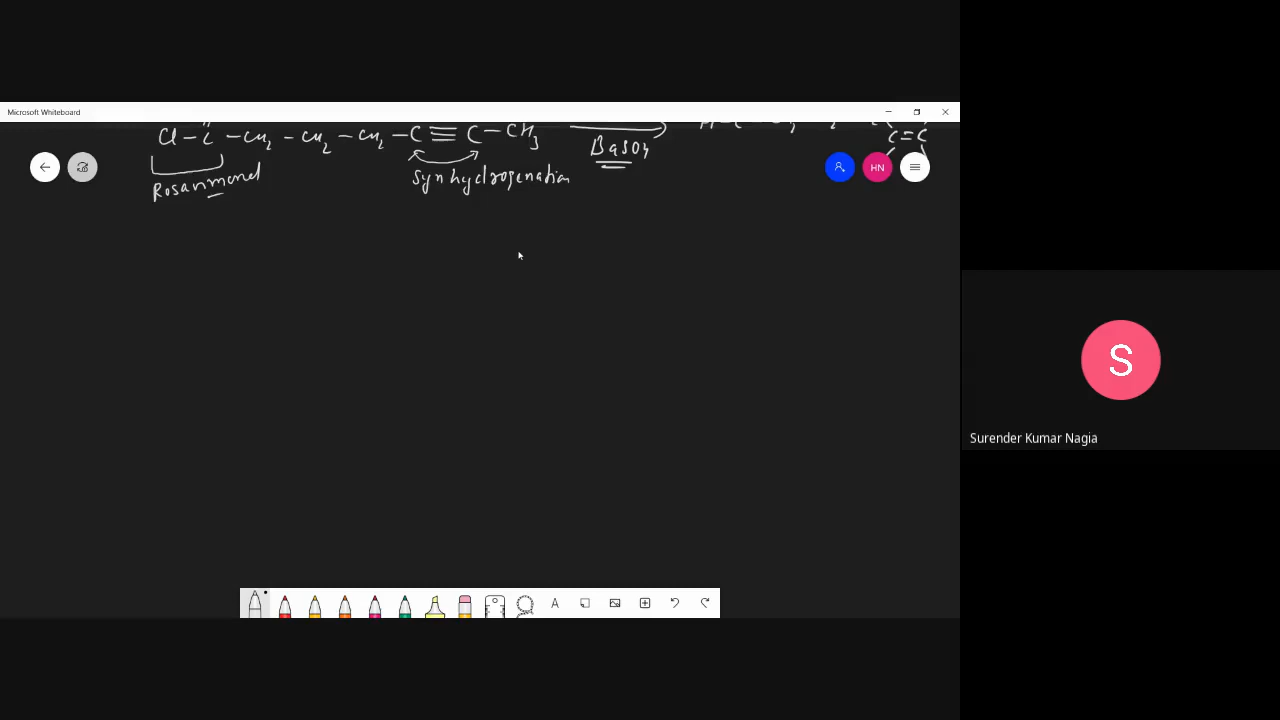 Microsoft Whiteboard
Cl – C – CH2 – CH2 – CH2 – C ≡ C – CH3
BaSO4
C=C
Rosanmond
Syn hydrogenation
HN
S
Surender Kumar Nagia
A